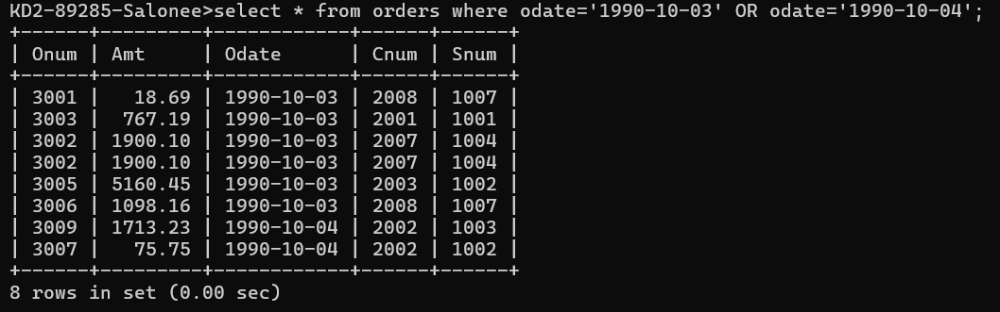 KD2-89285-Salonee>select * from orders where odate='1990-10-03' OR odate='1990-10-04';
+------+---------+------------+------+------+
| Onum | Amt     | Odate      | Cnum | Snum |
+------+---------+------------+------+------+
| 3001 |   18.69 | 1990-10-03 | 2008 | 1007 |
| 3003 |  767.19 | 1990-10-03 | 2001 | 1001 |
| 3002 | 1900.10 | 1990-10-03 | 2007 | 1004 |
| 3002 | 1900.10 | 1990-10-03 | 2007 | 1004 |
| 3005 | 5160.45 | 1990-10-03 | 2003 | 1002 |
| 3006 | 1098.16 | 1990-10-03 | 2008 | 1007 |
| 3009 | 1713.23 | 1990-10-04 | 2002 | 1003 |
| 3007 |   75.75 | 1990-10-04 | 2002 | 1002 |
+------+---------+------------+------+------+
8 rows in set (0.00 sec)